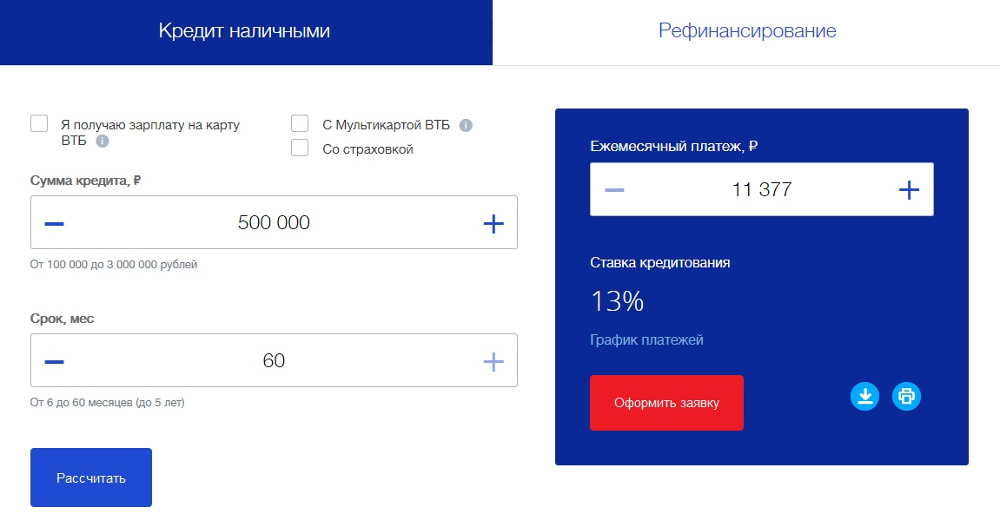 Кредит наличными
Рефинансирование
Я получаю зарплату на карту
ВТБ
С Мультикартой ВТБ
Со страховкой
Сумма кредита, ₽
500 000
От 100 000 до 3 000 000 рублей
Срок, мес
60
От 6 до 60 месяцев (до 5 лет)
Рассчитать
Ежемесячный платеж, ₽
11 377
Ставка кредитования
13%
График платежей
Оформить заявку